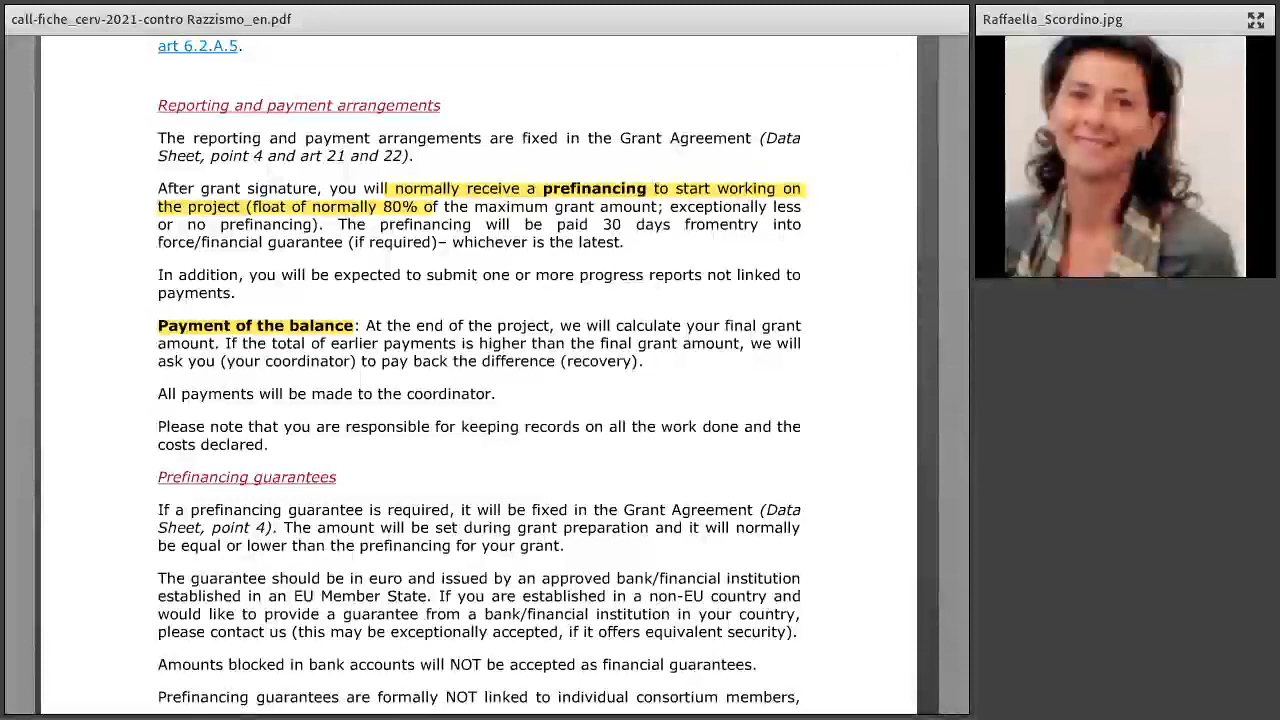 call-fiche_cerv-2021-contro Razzismo_en.pdf
Raffaella_Scordino.jpg
art 6.2.A.5.
Reporting and payment arrangements
The reporting and payment arrangements are fixed in the Grant Agreement (Data
Sheet, point 4 and art 21 and 22).
After grant signature, you will normally receive a prefinancing to start working on
the project (float of normally 80% of the maximum grant amount; exceptionally less
or no prefinancing). The prefinancing will be paid 30 days fromentry into
force/financial guarantee (if required)– whichever is the latest.
In addition, you will be expected to submit one or more progress reports not linked to
payments.
Payment of the balance: At the end of the project, we will calculate your final grant
amount. If the total of earlier payments is higher than the final grant amount, we will
ask you (your coordinator) to pay back the difference (recovery).
All payments will be made to the coordinator.
Please note that you are responsible for keeping records on all the work done and the
costs declared.
Prefinancing guarantees
If a prefinancing guarantee is required, it will be fixed in the Grant Agreement (Data
Sheet, point 4). The amount will be set during grant preparation and it will normally
be equal or lower than the prefinancing for your grant.
The guarantee should be in euro and issued by an approved bank/financial institution
established in an EU Member State. If you are established in a non-EU country and
would like to provide a guarantee from a bank/financial institution in your country,
please contact us (this may be exceptionally accepted, if it offers equivalent security).
Amounts blocked in bank accounts will NOT be accepted as financial guarantees.
Prefinancing guarantees are formally NOT linked to individual consortium members,